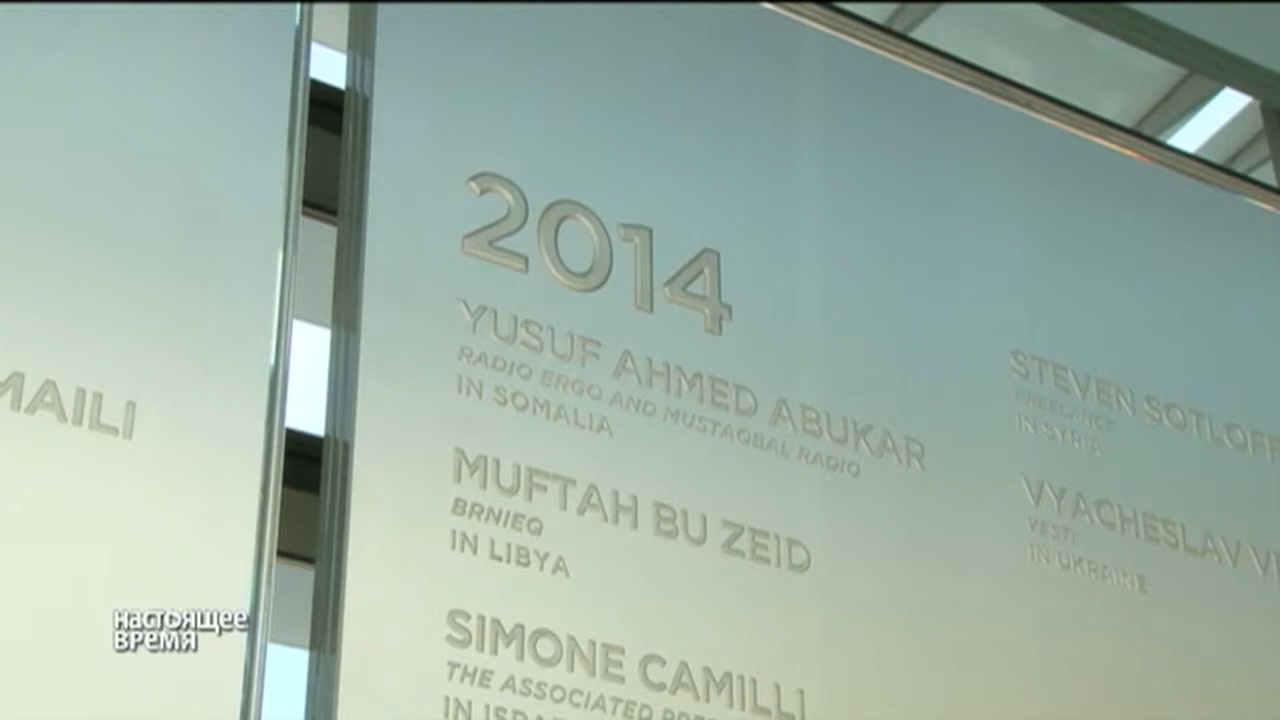 MAILI
2014
YUSUF AHMED ABUKAR
RADIO ERGO AND MUSTAQBAL RADIO
IN SOMALIA
MUFTAH BU ZEID
BRNIEQ
IN LIBYA
SIMONE CAMILLI
THE ASSOCIATED
IN
STEVEN SOTLOFF
FREELANCE
IN SYRIA
VYACHESLAV
VESTI
IN UKRAINE
настоящее
время